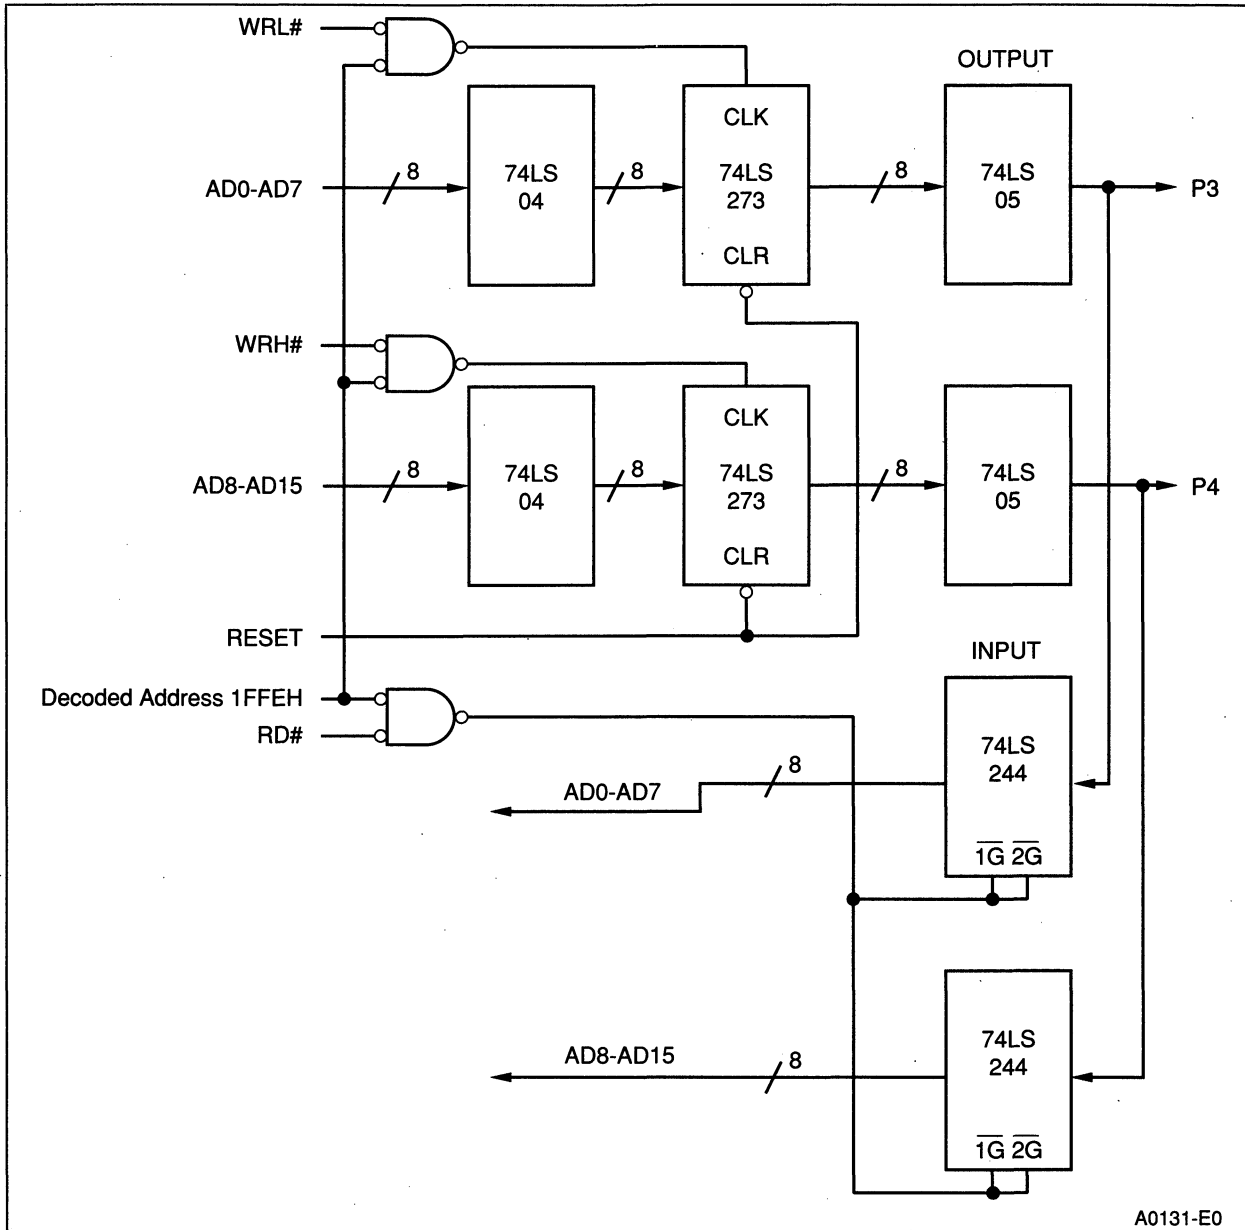 WRL#
OUTPUT
CLK
AD0-AD7
8
74LS
04
8
74LS
273
8
74LS
05
P3
CLR
WRH#
CLK
AD8-AD15
8
74LS
04
8
74LS
273
8
74LS
05
P4
CLR
RESET
INPUT
Decoded Address 1FFEH
RD#
74LS
244
AD0-AD7
8
1G 2G
74LS
244
AD8-AD15
8
1G 2G
A0131-E0